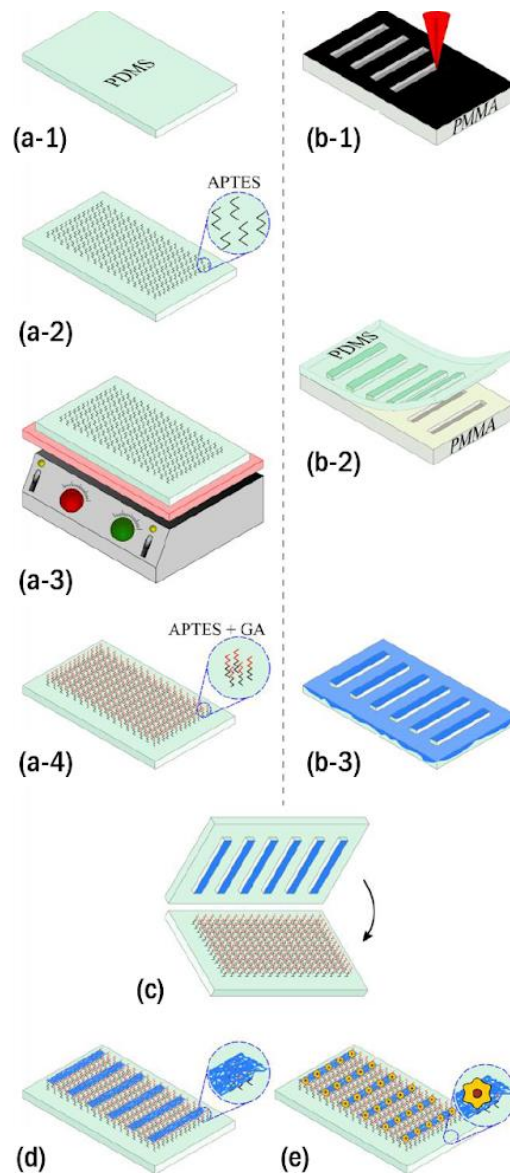 PDMS
(a-1)
PMMA
(b-1)
APTES
(a-2)
PDMS
PMMA
(b-2)
(a-3)
APTES + GA
(a-4)
(b-3)
(c)
(d)
(e)